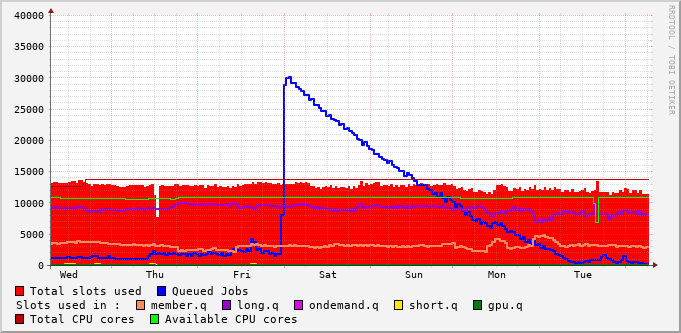 40000
35000
30000
25000
20000
15000
10000
5000
0
Wed Thu Fri Sat Sun Mon Tue
Total slots used Queued Jobs
Slots used in : member.q long.q ondemand.q short.q gpu.q
Total CPU cores Available CPU cores
RRDTOOL / TOBI OETIKER